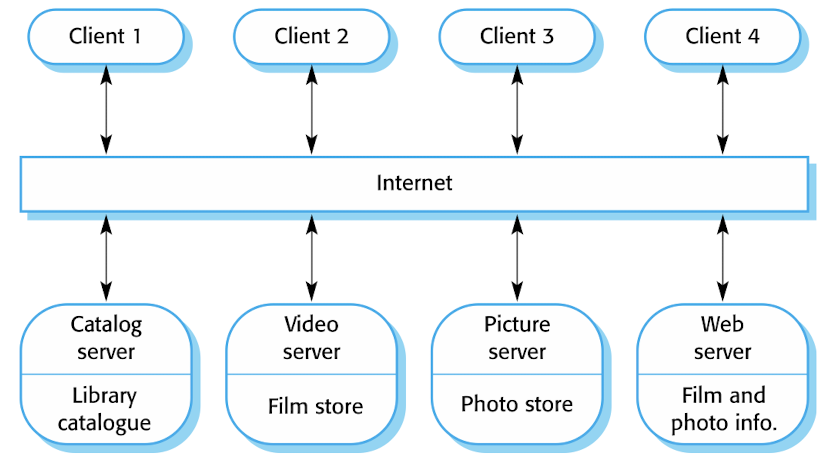 Client 1
Client 2
Client 3
Client 4
Internet
Catalog
server
Library
catalogue
Video
server
Film store
Picture
server
Photo store
Web
server
Film and
photo info.